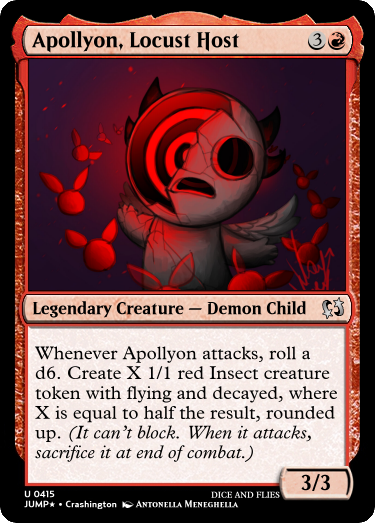 Apollyon, Locust Host
3
Legendary Creature — Demon Child
Whenever Apollyon attacks, roll a
d6. Create X 1/1 red Insect creature
token with flying and decayed, where
X is equal to half the result, rounded
up. (It can't block. When it attacks,
sacrifice it at end of combat.)
3/3
U 0415
DICE AND FLIES
JUMP★ • Crashington Antonella Meneghella